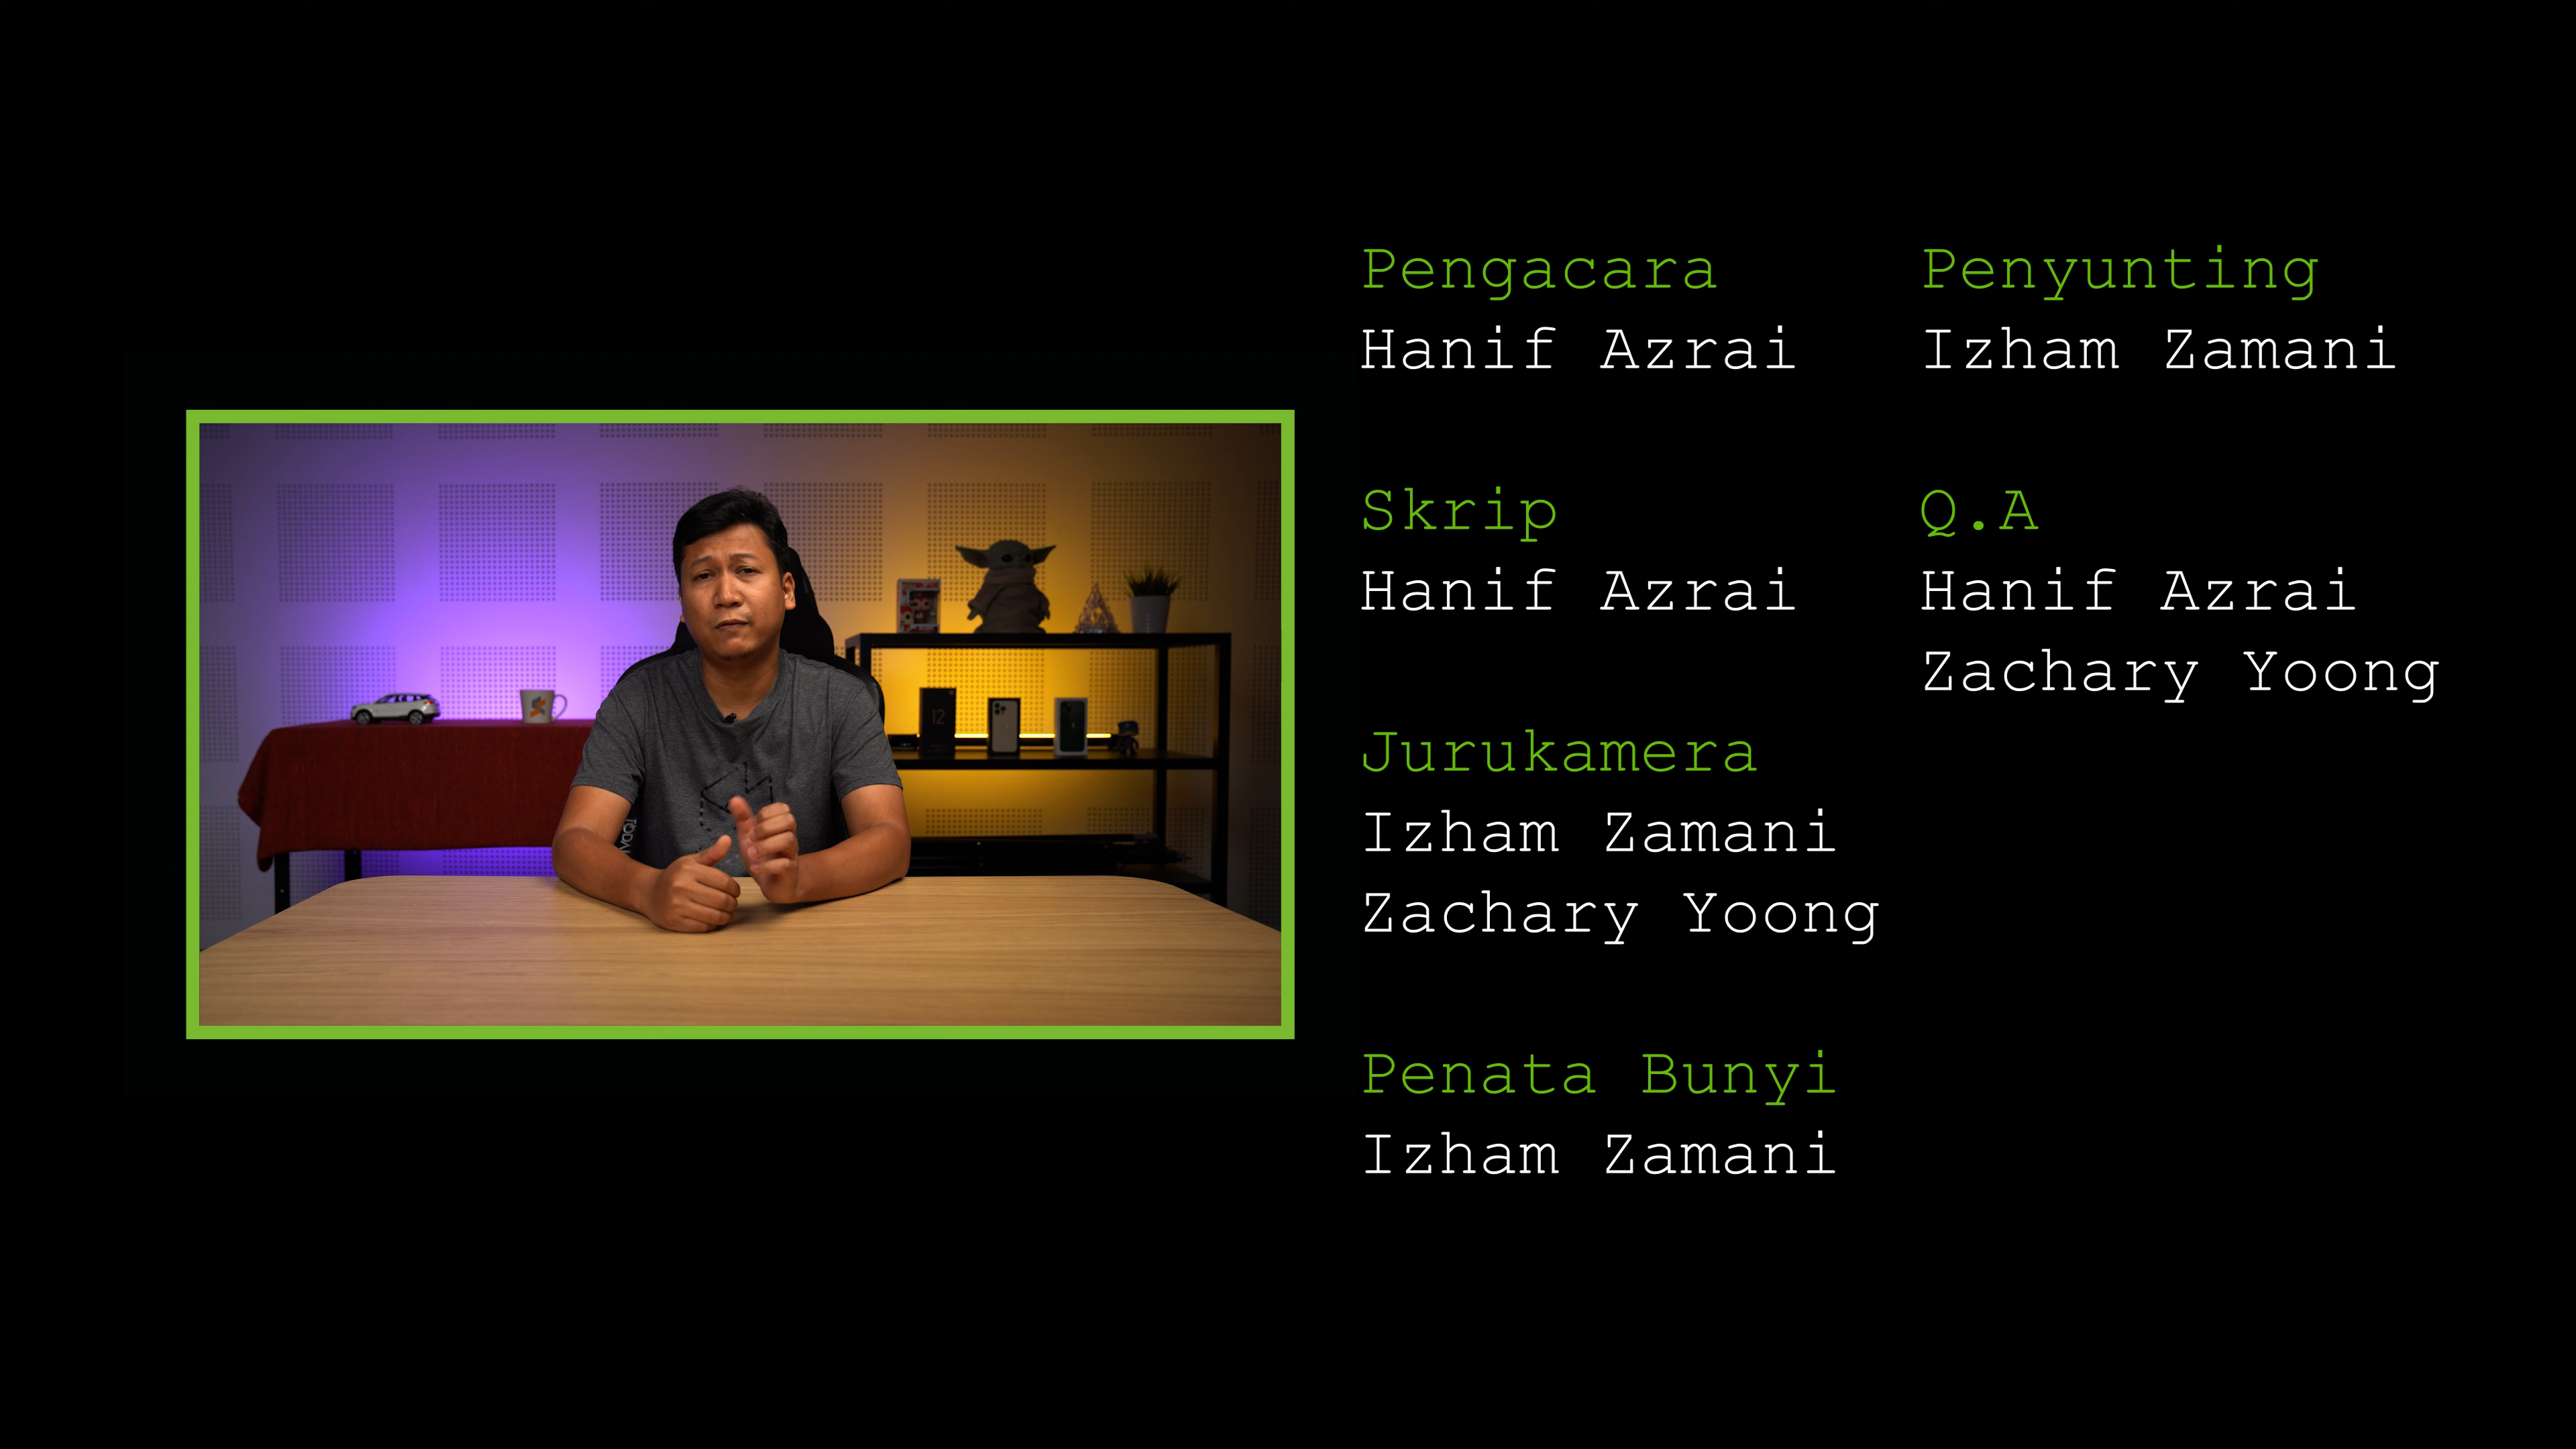 Pengacara
Hanif Azrai
Skrip
Hanif Azrai
Jurukamera
Izham Zamani
Zachary Yoong
Penata Bunyi
Izham Zamani
Penyunting
Izham Zamani
Q.A
Hanif Azrai
Zachary Yoong
12